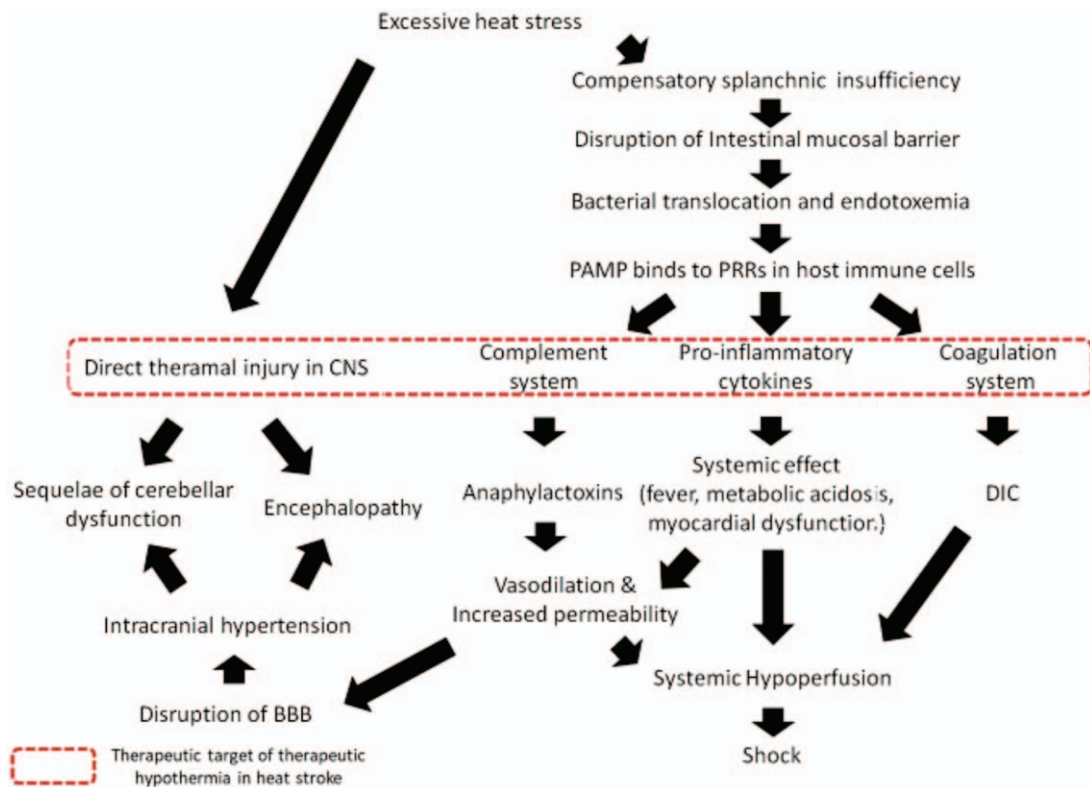 Excessive heat stress
Compensatory splanchnic insufficiency
Disruption of Intestinal mucosal barrier
Bacterial translocation and endotoxemia
PAMP binds to PRRs in host immune cells
Direct theramal injury in CNS
Complement
system
Pro-inflammatory
cytokines
Coagulation
system
Sequelae of cerebellar
dysfunction
Encephalopathy
Anaphylactoxins
Systemic effect
(fever, metabolic acidosis,
myocardial dysfunction)
DIC
Vasodilation &
Increased permeability
Intracranial hypertension
Systemic Hypoperfusion
Disruption of BBB
Shock
Therapeutic target of therapeutic
hypothermia in heat stroke